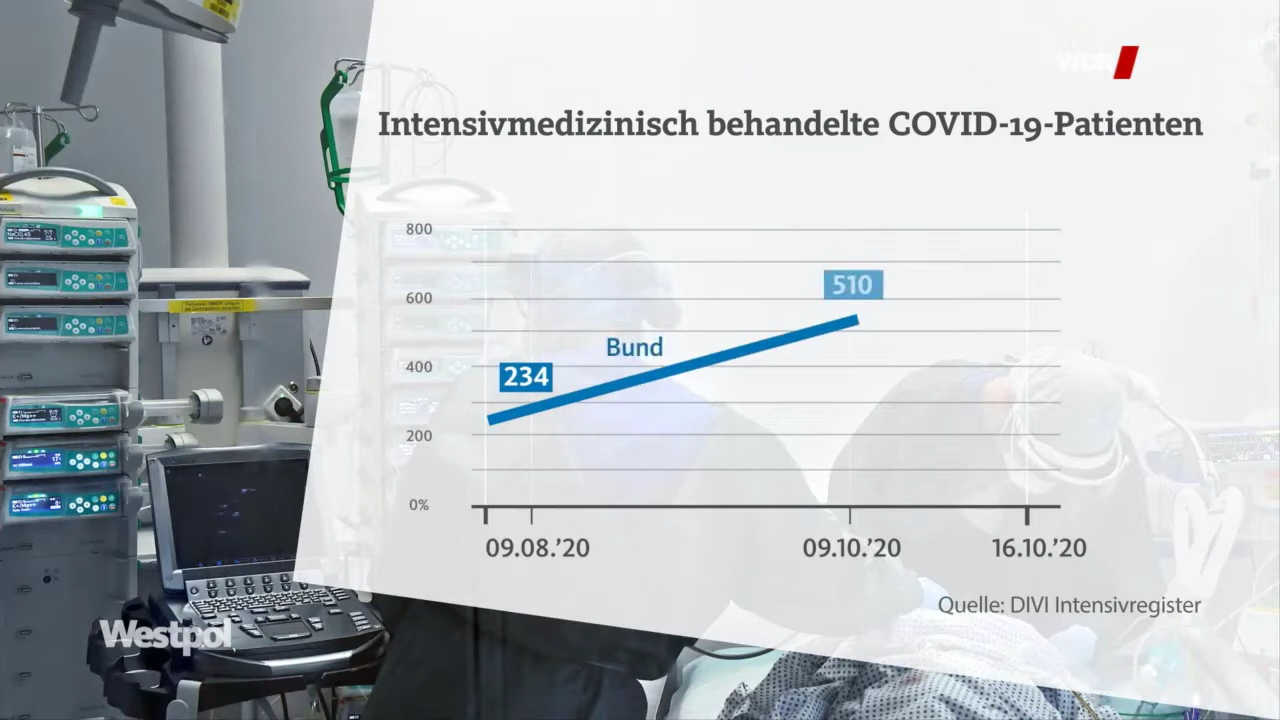 WDR
Intensivmedizinisch behandelte COVID-19-Patienten
800
600
400
200
0%
510
Bund
234
09.08.’20
09.10.’20
16.10.’20
Quelle: DIVI Intensivregister
Westpol